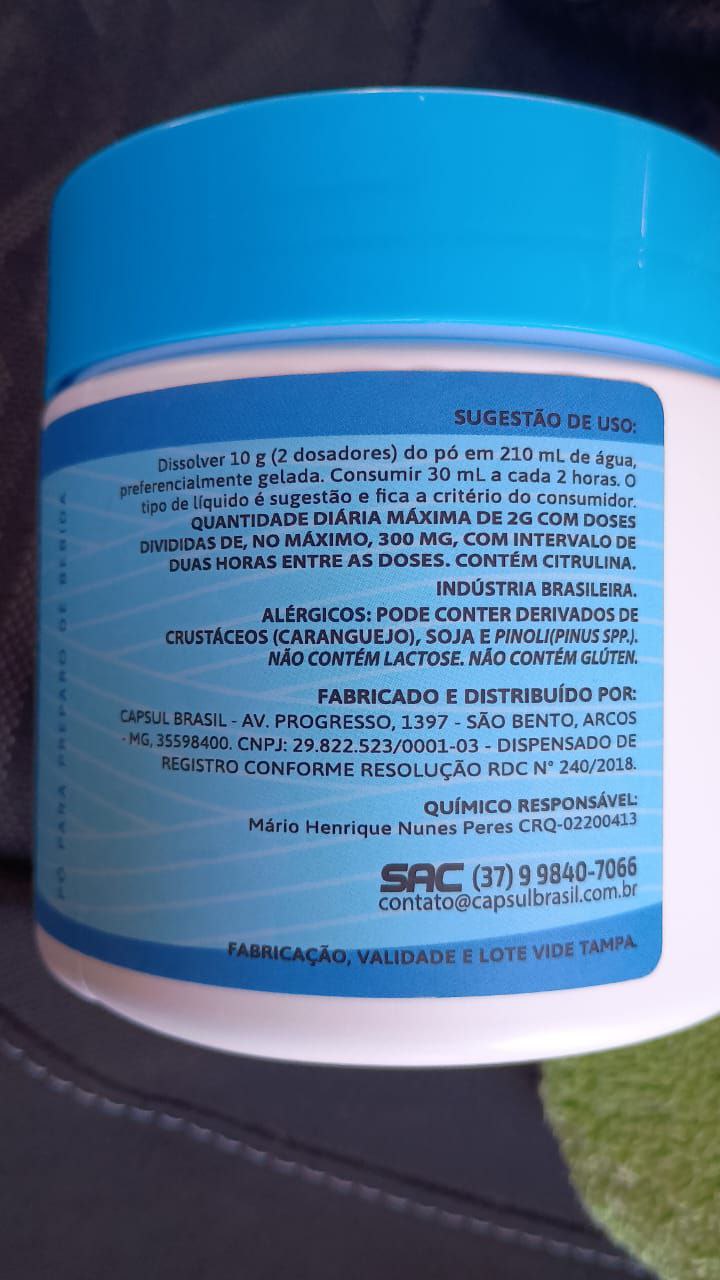 SUGESTÃO DE USO:
Dissolver 10 g (2 dosadores) do pó em 210 mL de água,
preferencialmente gelada. Consumir 30 mL a cada 2 horas. O
tipo de líquido é sugestão e fica a critério do consumidor.
QUANTIDADE DIÁRIA MÁXIMA DE 2G COM DOSES
DIVIDIDAS DE, NO MÁXIMO, 300 MG, COM INTERVALO DE
DUAS HORAS ENTRE AS DOSES. CONTÉM CITRULINA.
INDÚSTRIA BRASILEIRA.
ALÉRGICOS: PODE CONTER DERIVADOS DE
CRUSTÁCEOS (CARANGUEJO), SOJA E PINOLI(PINUS SPP.).
NÃO CONTÉM LACTOSE. NÃO CONTÉM GLÚTEN.
FABRICADO E DISTRIBUÍDO POR:
CAPSUL BRASIL - AV. PROGRESSO, 1397 - SÃO BENTO, ARCOS
- MG, 35598400. CNPJ: 29.822.523/0001-03 - DISPENSADO DE
REGISTRO CONFORME RESOLUÇÃO RDC N° 240/2018.
QUÍMICO RESPONSÁVEL:
Mário Henrique Nunes Peres CRQ-02200413
SAC (37) 9 9840-7066
contato@capsulbrasil.com.br
FABRICAÇÃO, VALIDADE E LOTE VIDE TAMPA.
PÓ PARA PREPARO DE BEBIDA